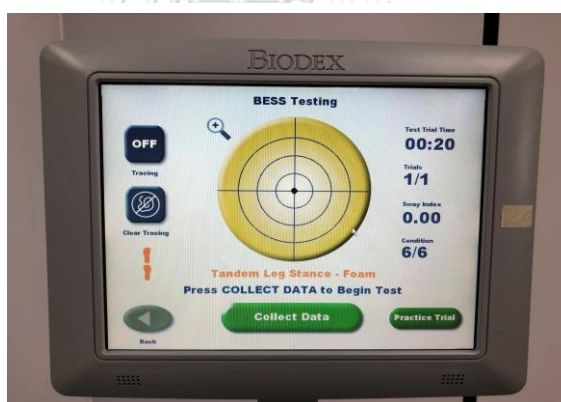 BIODEX
BESS Testing
OFF
Tracing
Clear Tracing
Test Trial Time
00:20
Trials
1/1
Sway Index
0.00
Condition
6/6
Tandem Leg Stance - Foam
Press COLLECT DATA to Begin Test
Back
Collect Data
Practice Trial